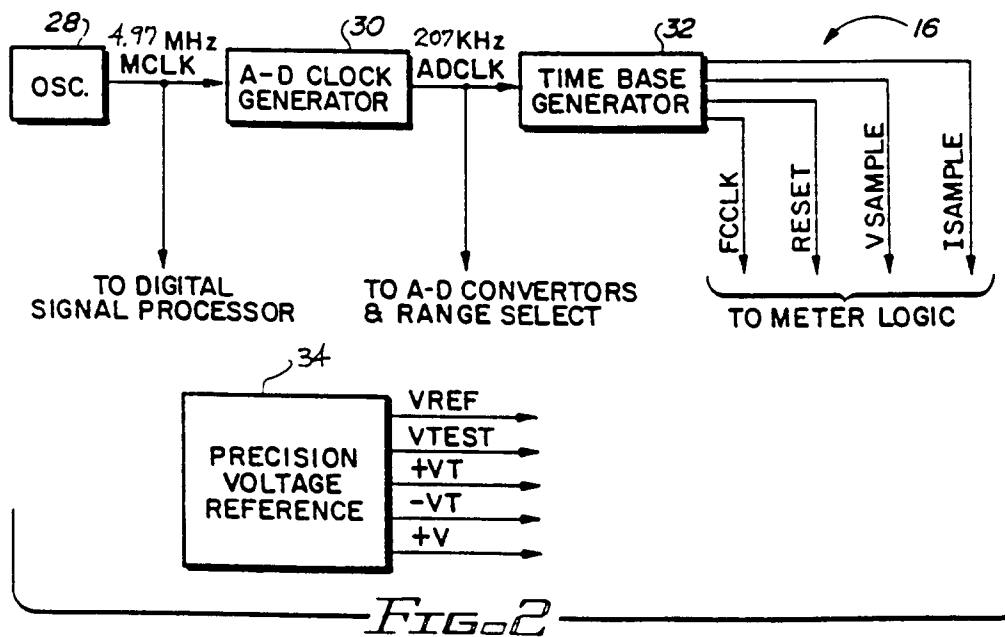 28
4.97 MHz
MCLK
OSC.
30
A-D CLOCK
GENERATOR
207KHz
ADCLK
32
TIME BASE
GENERATOR
16
FCCLK
RESET
VSAMPLE
ISAMPLE
TO DIGITAL
SIGNAL PROCESSOR
TO A-D CONVERTORS
& RANGE SELECT
TO METER LOGIC
34
PRECISION
VOLTAGE
REFERENCE
VREF
VTEST
+VT
-VT
+V
FIG. 2